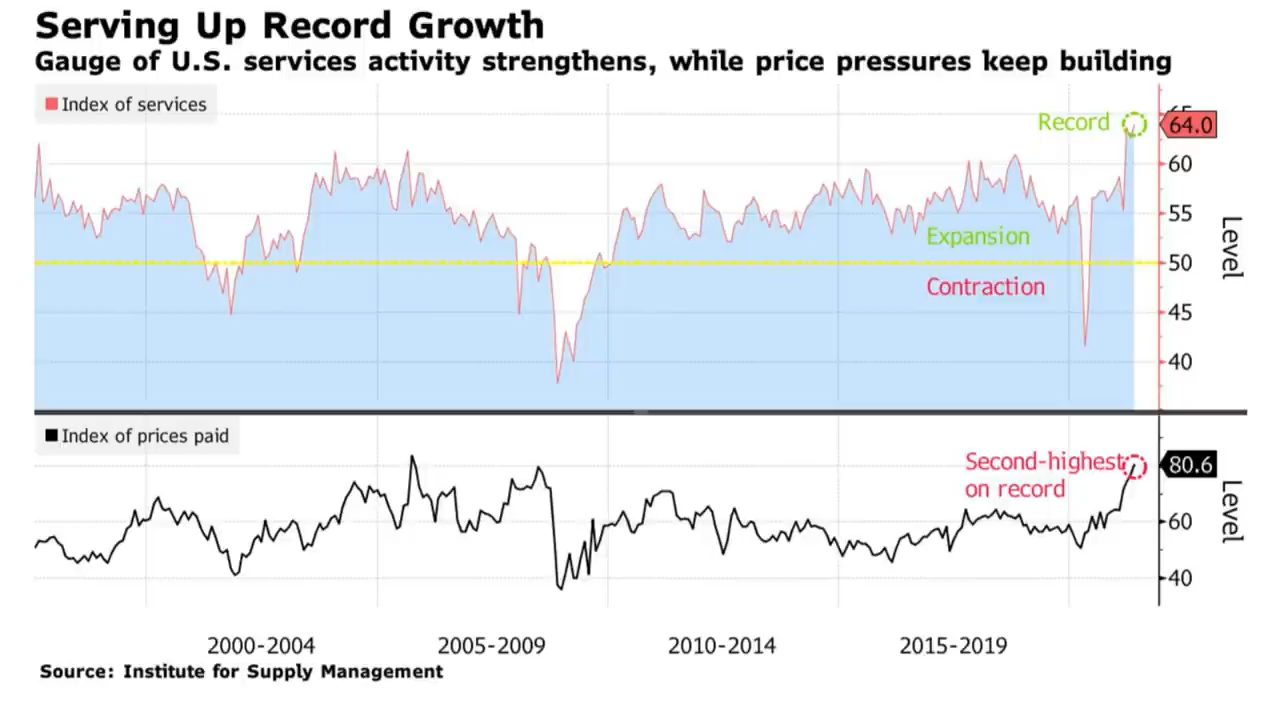 Serving Up Record Growth
Gauge of U.S. services activity strengthens, while price pressures keep building
Index of services
65
Record
64.0
60
55
Expansion
50
Contraction
45
40
Level
Index of prices paid
Second-highest
on record
80.6
60
40
Level
2000-2004 2005-2009 2010-2014 2015-2019
Source: Institute for Supply Management